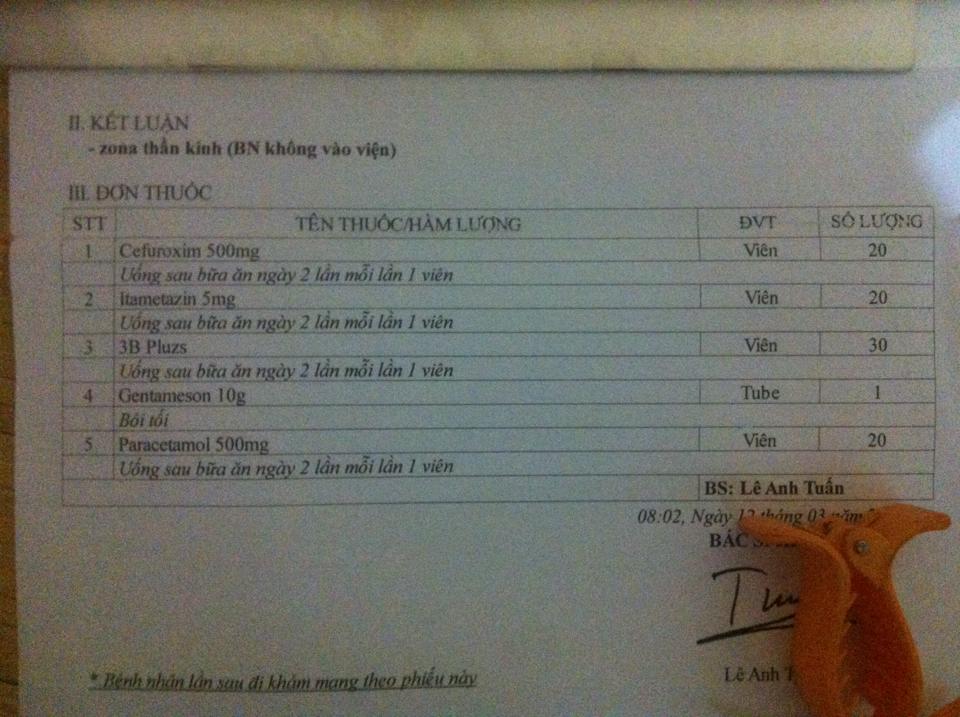 II. KẾT LUẬN
- zona thần kinh (BN không vào viện)
III. ĐƠN THUỐC
STT TÊN THUỐC/HÀM LƯỢNG ĐVT SỐ LƯỢNG
1 Cefuroxim 500mg Viên 20
Uống sau bữa ăn ngày 2 lần mỗi lần 1 viên
2 Itametazin 5mg Viên 20
Uống sau bữa ăn ngày 2 lần mỗi lần 1 viên
3 3B Pluzs Viên 30
Uống sau bữa ăn ngày 2 lần mỗi lần 1 viên
4 Gentameson 10g Tube 1
Bôi tối
5 Paracetamol 500mg Viên 20
Uống sau bữa ăn ngày 2 lần mỗi lần 1 viên
BS: Lê Anh Tuấn
08:02, Ngày 12 tháng 03 năm
BÁC
Lê Anh T
* Bệnh nhân lần sau đi khám mang theo phiếu này